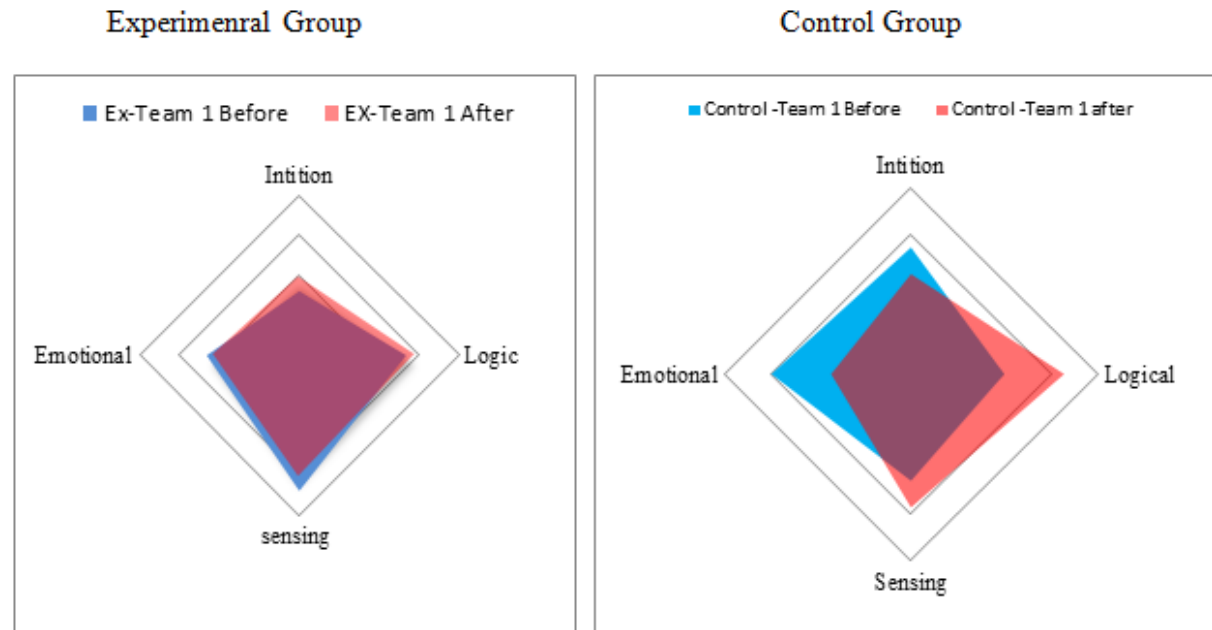 Experimenral Group
Control Group
Ex-Team 1 Before
EX-Team 1 After
Intition
Emotional
Logic
sensing
Control -Team 1 Before
Control -Team 1 after
Intition
Emotional
Logical
Sensing